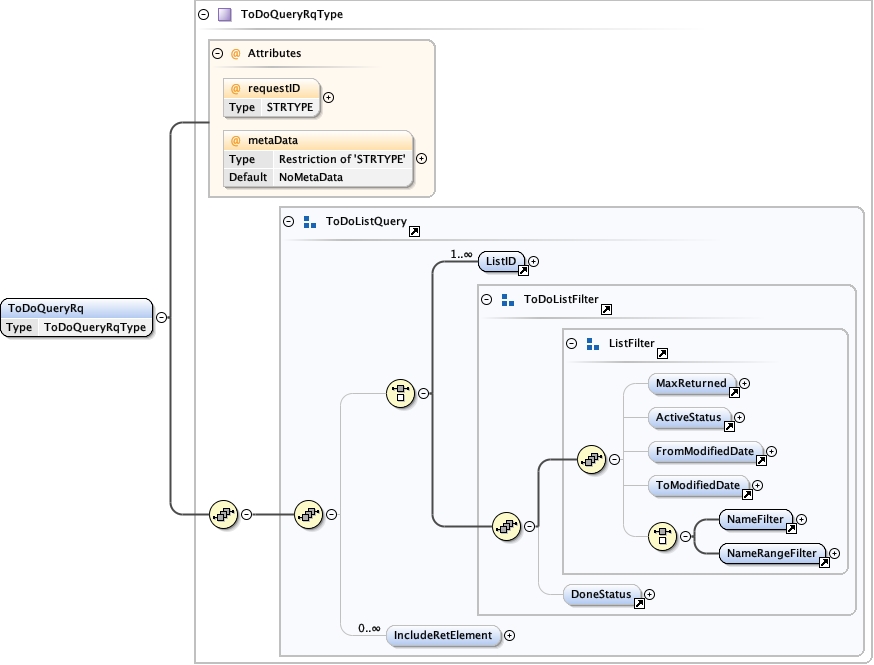 ToDoQueryRqType
Attributes
requestID
Type STRTYPE
metaData
Type Restriction of 'STRTYPE'
Default NoMetaData
ToDoListQuery
1..∞
ListID
ToDoListFilter
ToDoQueryRq
Type ToDoQueryRqType
ListFilter
MaxReturned
ActiveStatus
FromModifiedDate
ToModifiedDate
NameFilter
NameRangeFilter
DoneStatus
0..∞
IncludeRetElement